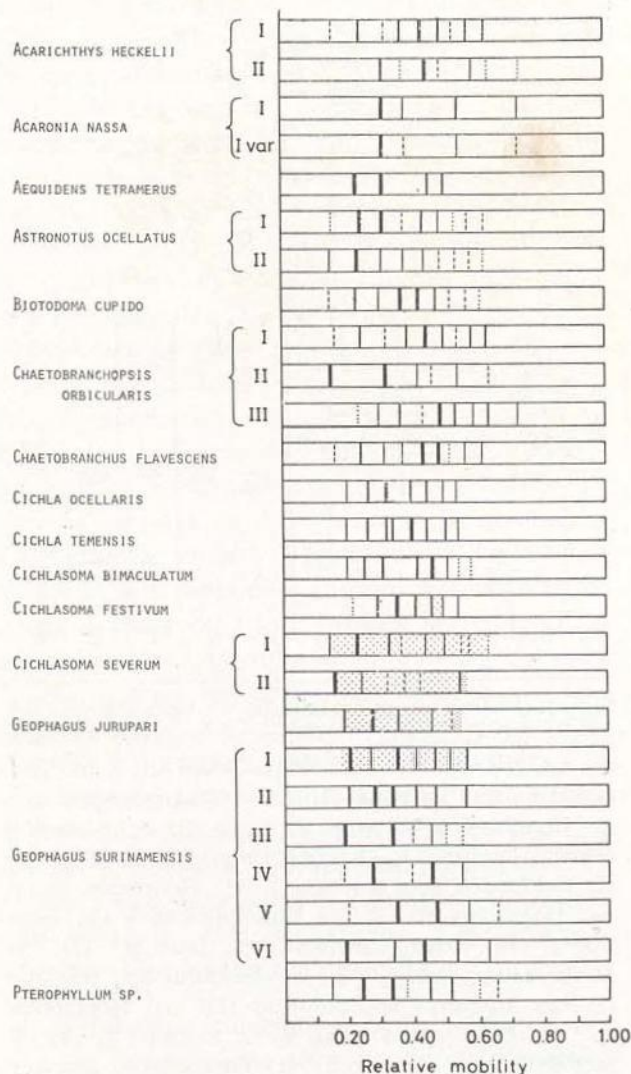 I
ACARICHTHYS HECKELII
II
I
ACARONIA NASSA
I var
AEQUIDENS TETRAMERUS
I
ASTRONOTUS OCELLATUS
II
BIOTODOMA CUPIDO
I
CHAETOBRANCHOPSIS II
ORBICULARIS
III
CHAETOBRANCHUS FLAVESCENS
CICHLA OCELLARIS
CICHLA TEMENSIS
CICHLASOMA BIMACULATUM
CICHLASOMA FESTIVUM
I
CICHLASOMA SEVERUM
II
GEOPHAGUS JURUPARI
I
II
III
GEOPHAGUS SURINAMENSIS
IV
V
VI
PTEROPHYLLUM SP.
0.20 0.40 0.60 0.80 1.00
Relative mobility